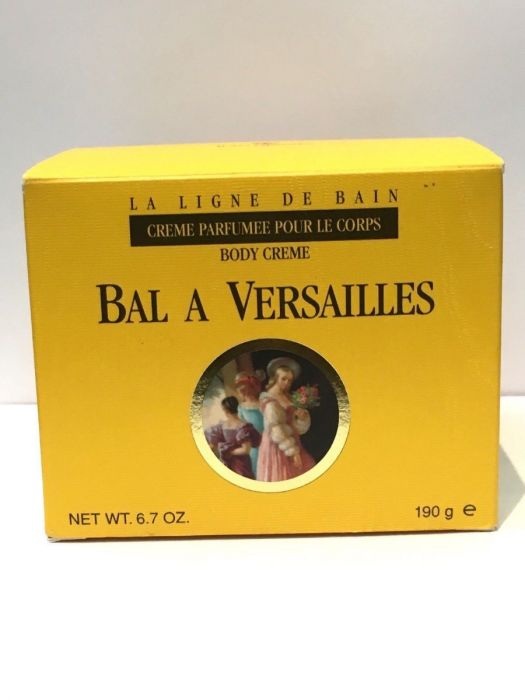 LA LIGNE DE BAIN
CREME PARFUMEE POUR LE CORPS
BODY CREME
BAL A VERSAILLES
NET WT. 6.7 OZ.
190 g e